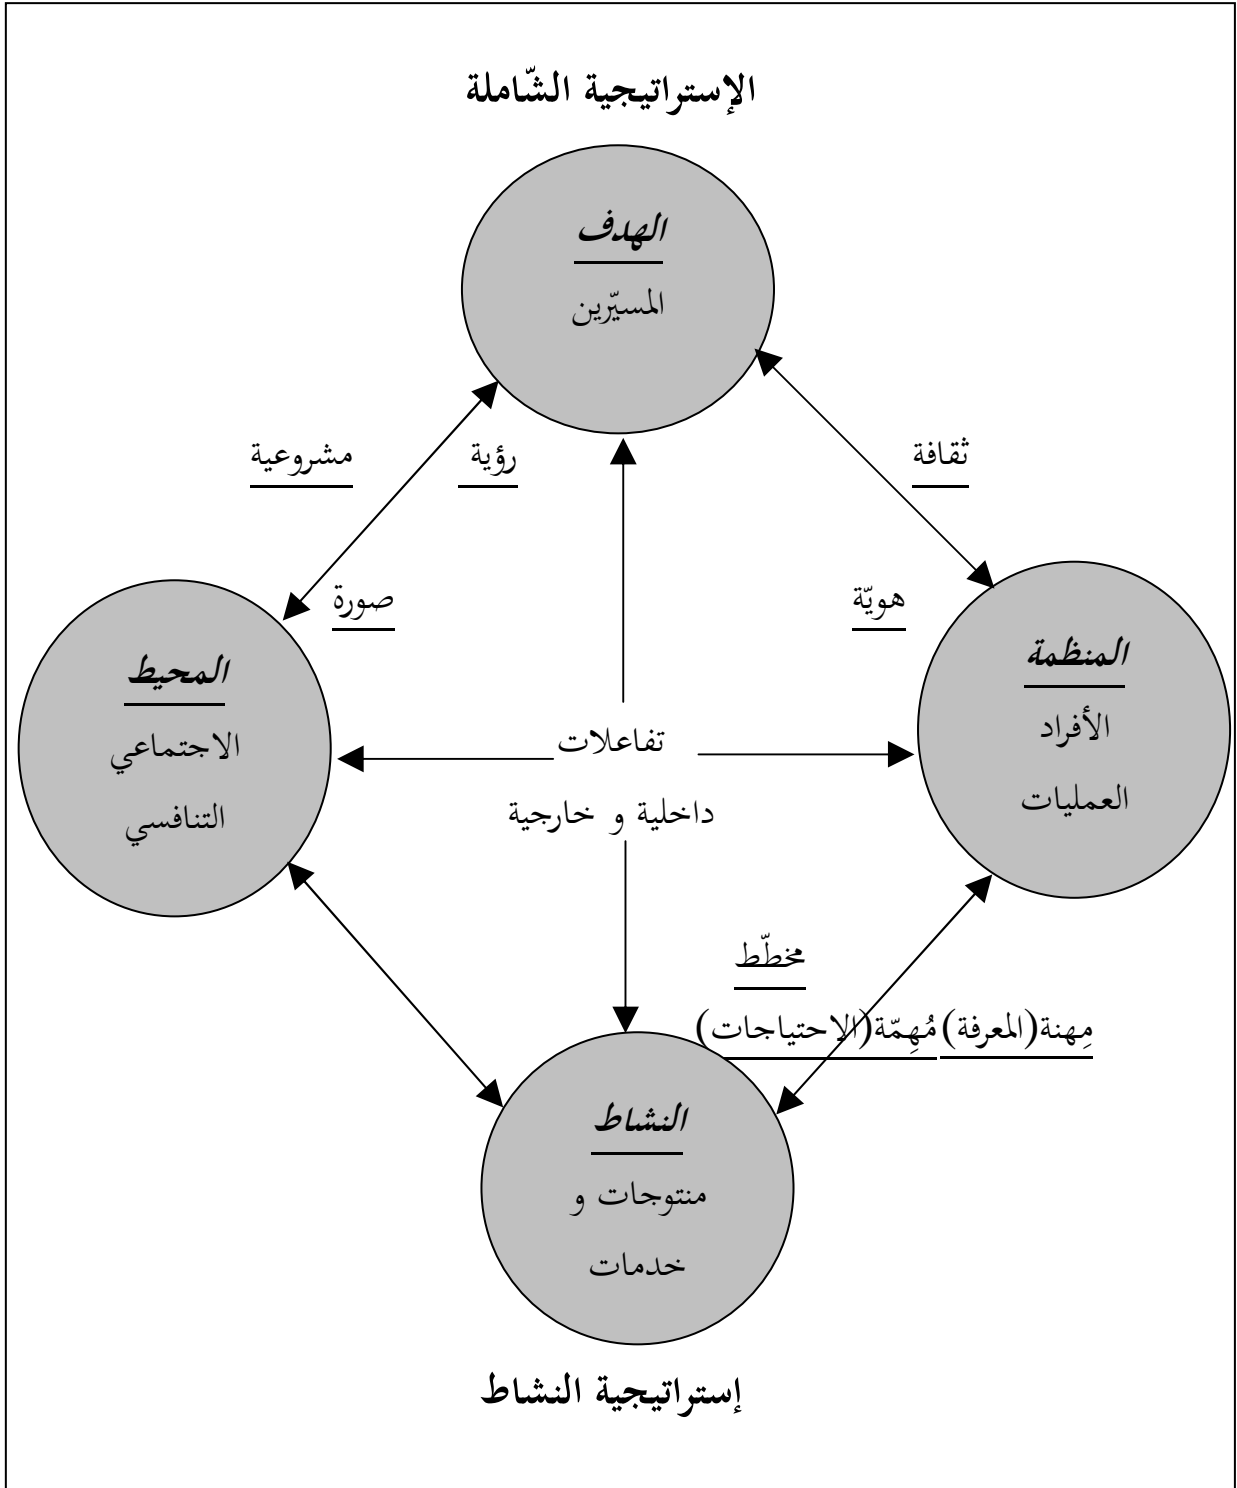 الإستراتيجية الشّاملة
الهدف
المسيّرين
ثقافة
رؤية
مشروعية
هويّة
صورة
المنظمة
الأفراد
العمليات
المحيط
الاجتماعي
التنافسي
تفاعلات
داخلية و خارجية
مخطّط
مِهنة(المعرفة) مُهِمّة(الاحتياجات)
النشاط
منتوجات و
خدمات
إستراتيجية النشاط